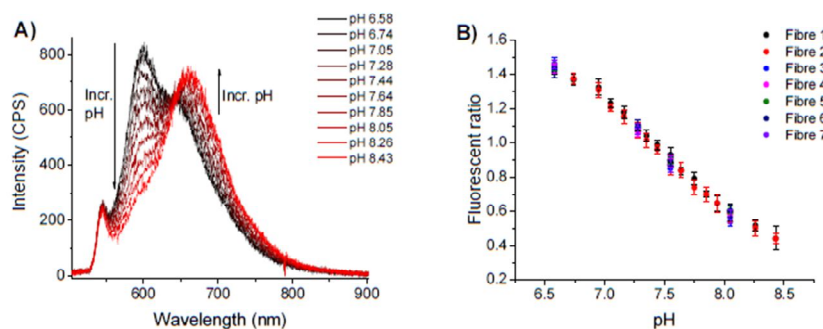 A)
Intensity (CPS)
800
600
400
200
0
600
700
800
900
Wavelength (nm)
Incr.
pH
Incr. pH
pH 6.58
pH 6.74
pH 7.05
pH 7.28
pH 7.44
pH 7.64
pH 7.85
pH 8.05
pH 8.26
pH 8.43
B)
Fluorescent ratio
1.6
1.4
1.2
1.0
0.8
0.6
0.4
0.2
6.5
7.0
7.5
8.0
8.5
pH
Fibre 1
Fibre 2
Fibre 3
Fibre 4
Fibre 5
Fibre 6
Fibre 7